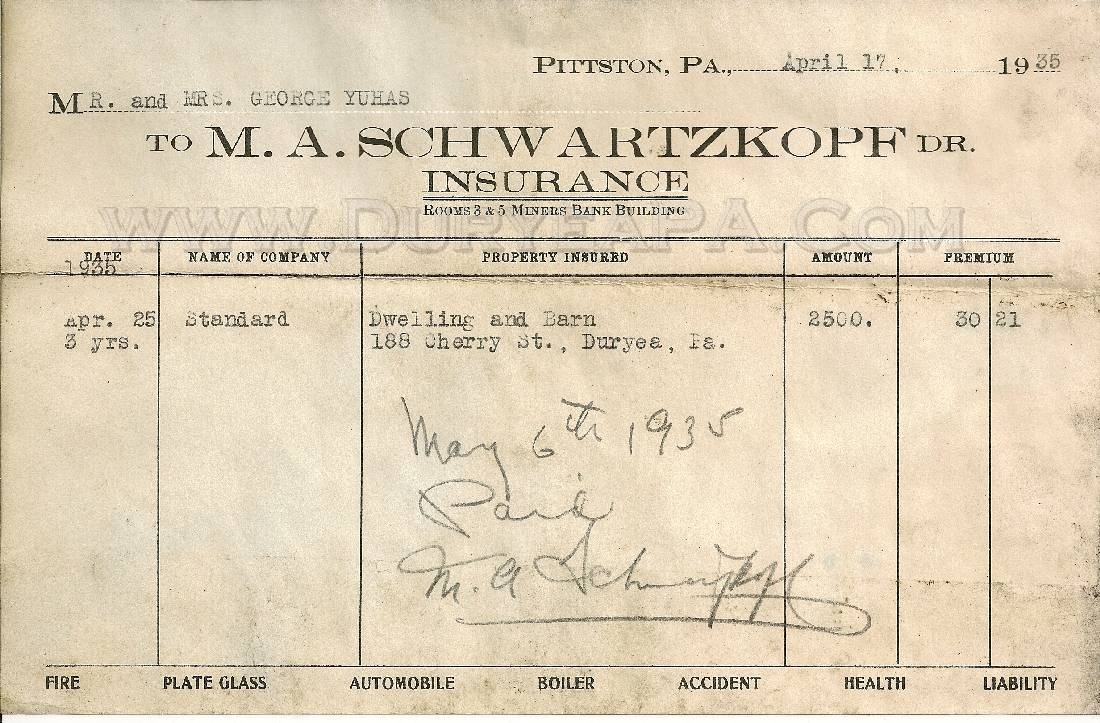 PITTSTON, PA., April 17, 1935
MR. and MRS. GEORGE YUHAS
TO M. A. SCHWARTZKOPF DR.
INSURANCE
ROOMS 3 & 5 MINERS BANK BUILDING
www.DuryeaPA.Com
DATE NAME OF COMPANY PROPERTY INSURED AMOUNT PREMIUM
1935
Apr. 25 Standard Dwelling and Barn 2500. 30 21
3 yrs. 188 Cherry St., Duryea, Pa.
May 6th 1935
Paid
M. A Schwartzkopf
FIRE PLATE GLASS AUTOMOBILE BOILER ACCIDENT HEALTH LIABILITY